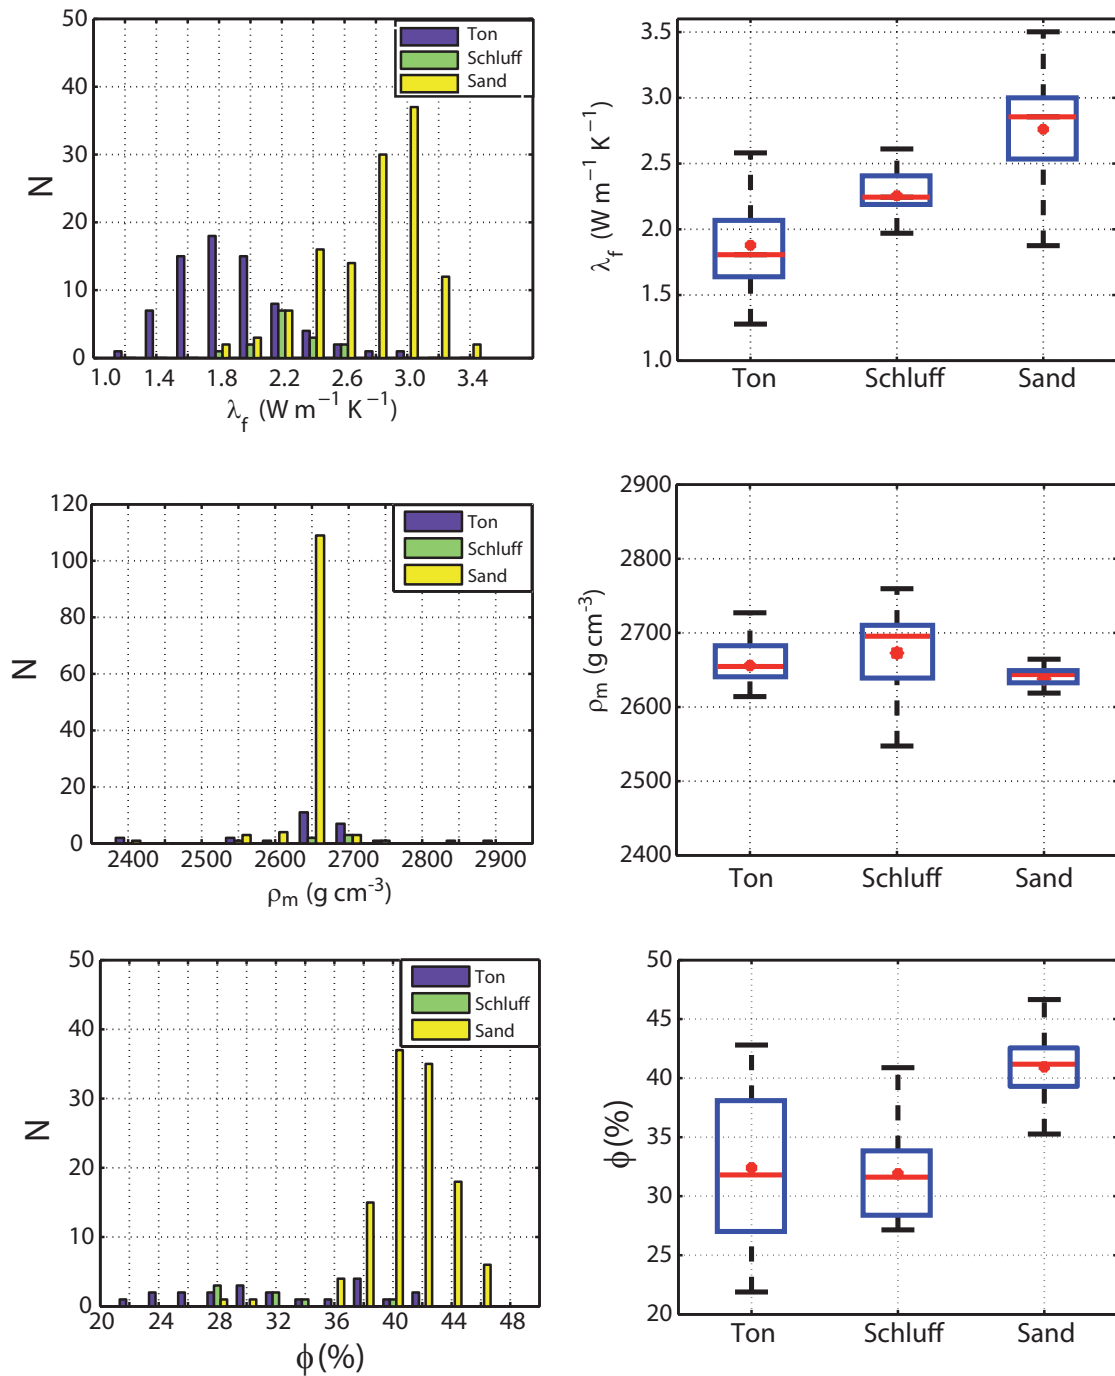 50
40
30
20
10
0
N
Ton
Schluff
Sand
1.0 1.4 1.8 2.2 2.6 3.0 3.4
λf (W m⁻¹ K⁻¹)
3.5
3.0
2.5
2.0
1.5
1.0
λf (W m⁻¹ K⁻¹)
Ton Schluff Sand
120
100
80
60
40
20
0
N
Ton
Schluff
Sand
2400 2500 2600 2700 2800 2900
ρm (g cm⁻³)
2900
2800
2700
2600
2500
2400
ρm (g cm⁻³)
Ton Schluff Sand
50
40
30
20
10
0
N
Ton
Schluff
Sand
20 24 28 32 36 40 44 48
ϕ (%)
50
45
40
35
30
25
20
ϕ (%)
Ton Schluff Sand